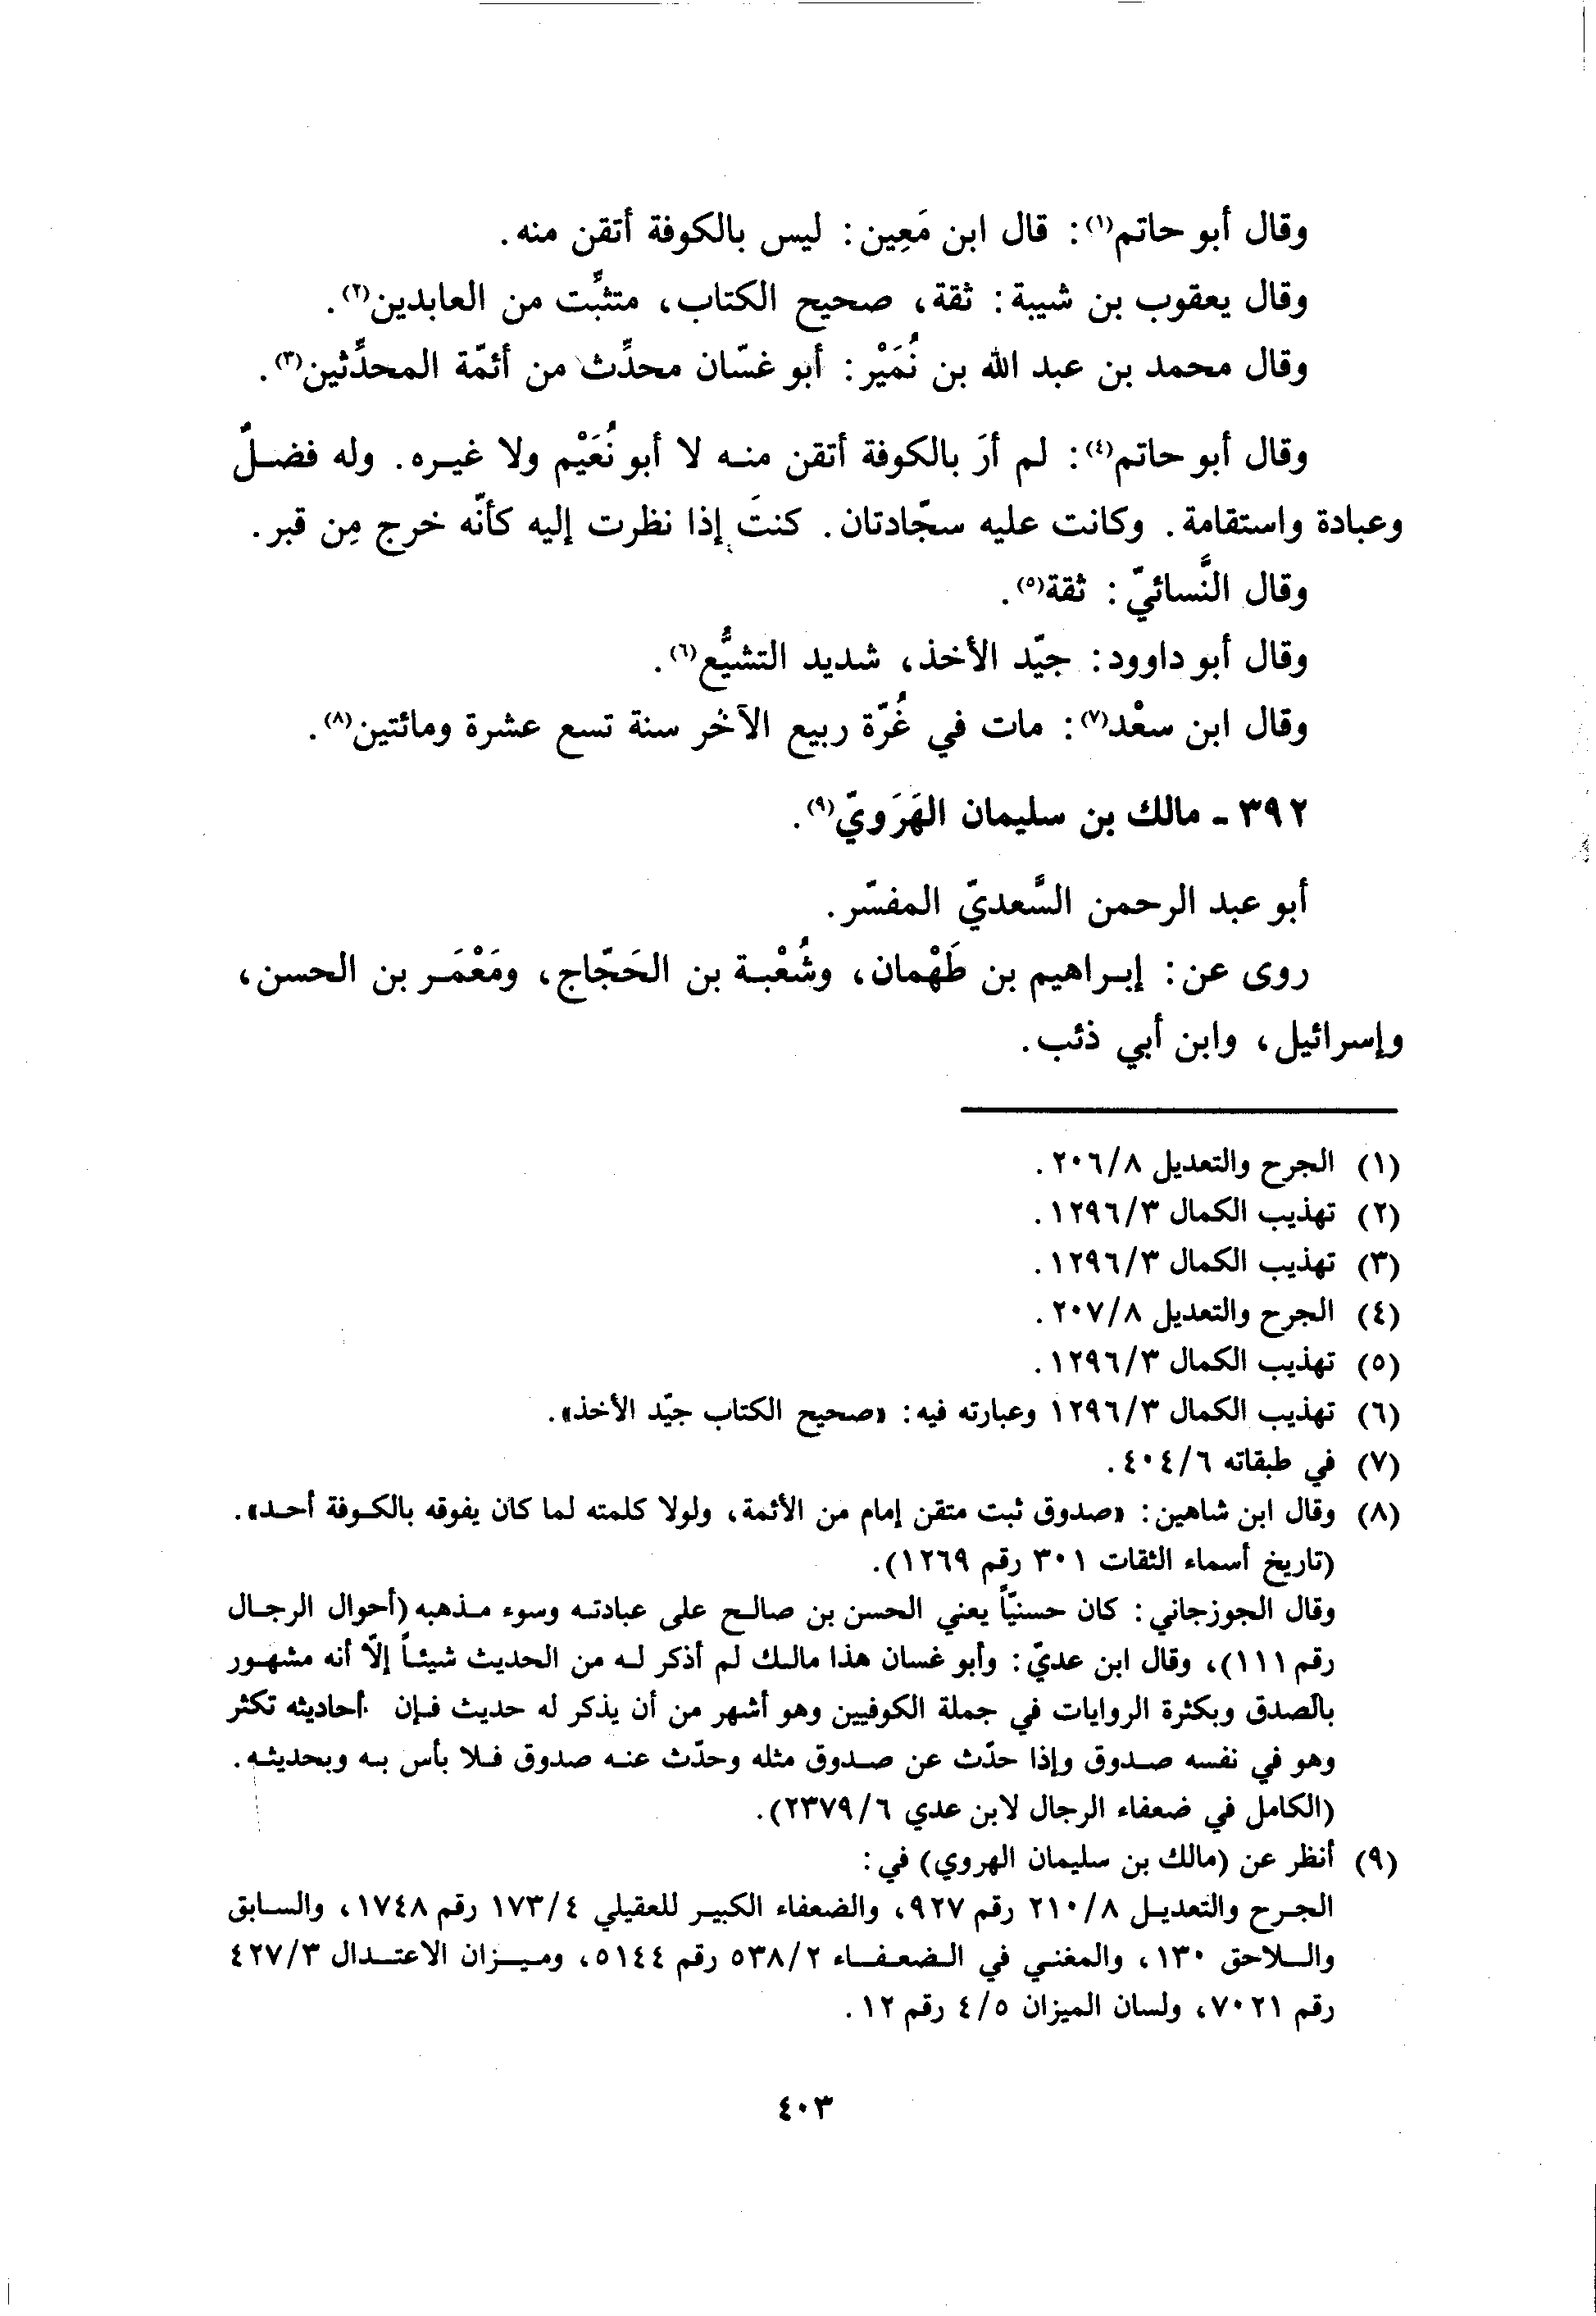 وقال أبو حاتم(١): قال ابن مَعِين: ليس بالكوفة أتقن منه.
وقال يعقوب بن شيبة: ثقة، صحيح الكتاب، متثبِّت من العابدين(٢).
وقال محمد بن عبد الله بن نُمَيْر: أبو غسّان محدِّث من أئمّة المحدِّثين(٣).
وقال أبو حاتم(٤): لم أرَ بالكوفة أتقن منه لا أبو نُعَيْم ولا غيره. وله فضلٌ
وعبادة واستقامة. وكانت عليه سجّادتان. كنتَ إذا نظرت إليه كأنّه خرج مِن قبر.
وقال النَّسائيّ: ثقة(٥).
وقال أبو داوود: جيّد الأخذ، شديد التشيُّع(٦).
وقال ابن سعْد(٧): مات في غُرّة ربيع الآخر سنة تسع عشرة ومائتين(٨).
٣٩٢ - مالك بن سليمان الهَرَويّ(٩).
أبو عبد الرحمن السَّعديّ المفسّر.
روى عن: إبراهيم بن طَهْمان، وشُعْبة بن الحَجّاج، ومَعْمَر بن الحسن،
وإسرائيل، وابن أبي ذئب.
(١) الجرح والتعديل ٢٠٦/٨.
(٢) تهذيب الكمال ١٢٩٦/٣.
(٣) تهذيب الكمال ١٢٩٦/٣.
(٤) الجرح والتعديل ٢٠٧/٨.
(٥) تهذيب الكمال ١٢٩٦/٣.
(٦) تهذيب الكمال ١٢٩٦/٣ وعبارته فيه: «صحيح الكتاب جيّد الأخذ».
(٧) في طبقاته ٤٠٤/٦.
(٨) وقال ابن شاهين: «صدوق ثبت متقن إمام من الأئمة، ولولا كلمته لما كان يفوقه بالكوفة أحد».
(تاريخ أسماء الثقات ٣٠١ رقم ١٢٦٩).
وقال الجوزجاني: كان حسنيّاً يعني الحسن بن صالح على عبادته وسوء مذهبه (أحوال الرجال
رقم ١١١)، وقال ابن عديّ: وأبو غسان هذا مالك لم أذكر له من الحديث شيئاً إلّا أنه مشهور
بالصدق وبكثرة الروايات في جملة الكوفيين وهو أشهر من أن يذكر له حديث فإن أحاديثه تكثر
وهو في نفسه صدوق وإذا حدّث عن صدوق مثله وحدّث عنه صدوق فلا بأس به وبحديثه.
(الكامل في ضعفاء الرجال لابن عدي ٢٣٧٩/٦).
(٩) أنظر عن (مالك بن سليمان الهروي) في:
الجرح والتعديل ٢١٠/٨ رقم ٩٢٧، والضعفاء الكبير للعقيلي ١٧٣/٤ رقم ١٧٤٨، والسابق
واللاحق ١٣٠، والمغني في الضعفاء ٥٣٨/٢ رقم ٥١٤٤، وميزان الاعتدال ٤٢٧/٣
رقم ٧٠٢١، ولسان الميزان ٤/٥ رقم ١٢.
٤٠٣